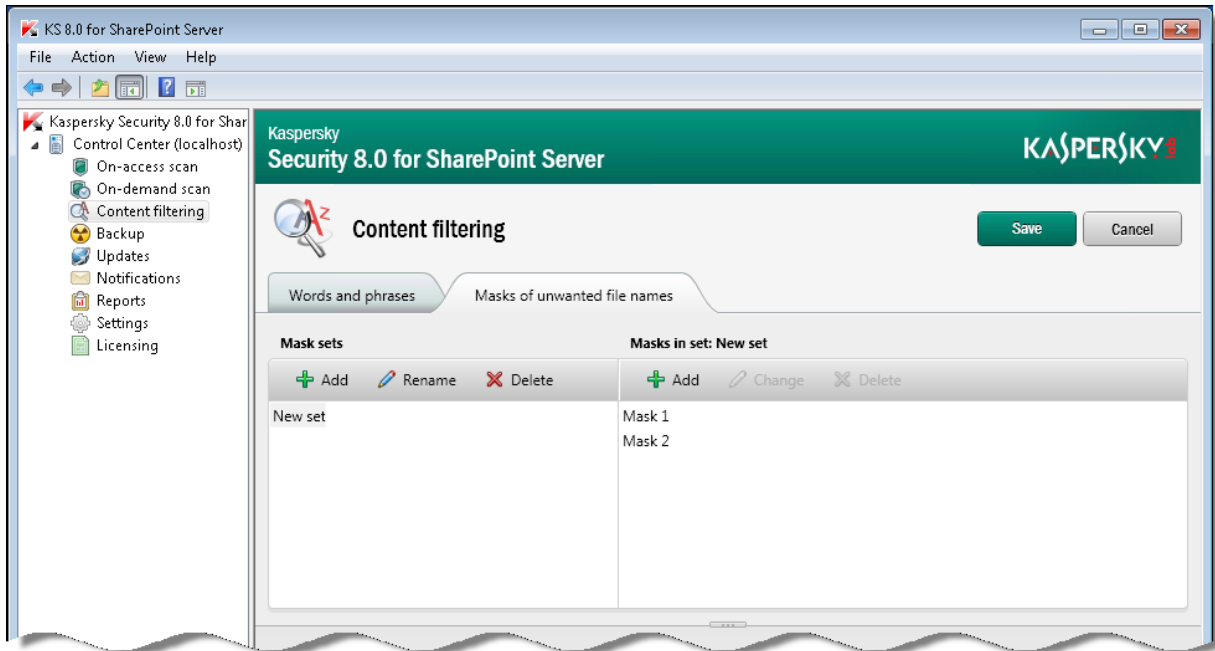 KS 8.0 for SharePoint Server
File Action View Help
Kaspersky Security 8.0 for Shar
Control Center (localhost)
On-access scan
On-demand scan
Content filtering
Backup
Updates
Notifications
Reports
Settings
Licensing
Kaspersky
Security 8.0 for SharePoint Server
KASPERSKY lab
Content filtering
Save Cancel
Words and phrases Masks of unwanted file names
Mask sets Masks in set: New set
Add Rename Delete Add Change Delete
New set Mask 1
Mask 2